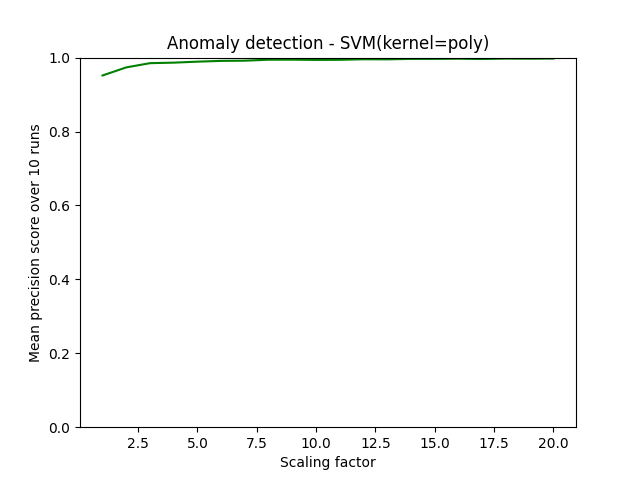 Anomaly detection - SVM(kernel=poly)
1.0
0.8
0.6
0.4
0.2
0.0
Mean precision score over 10 runs
2.5 5.0 7.5 10.0 12.5 15.0 17.5 20.0
Scaling factor